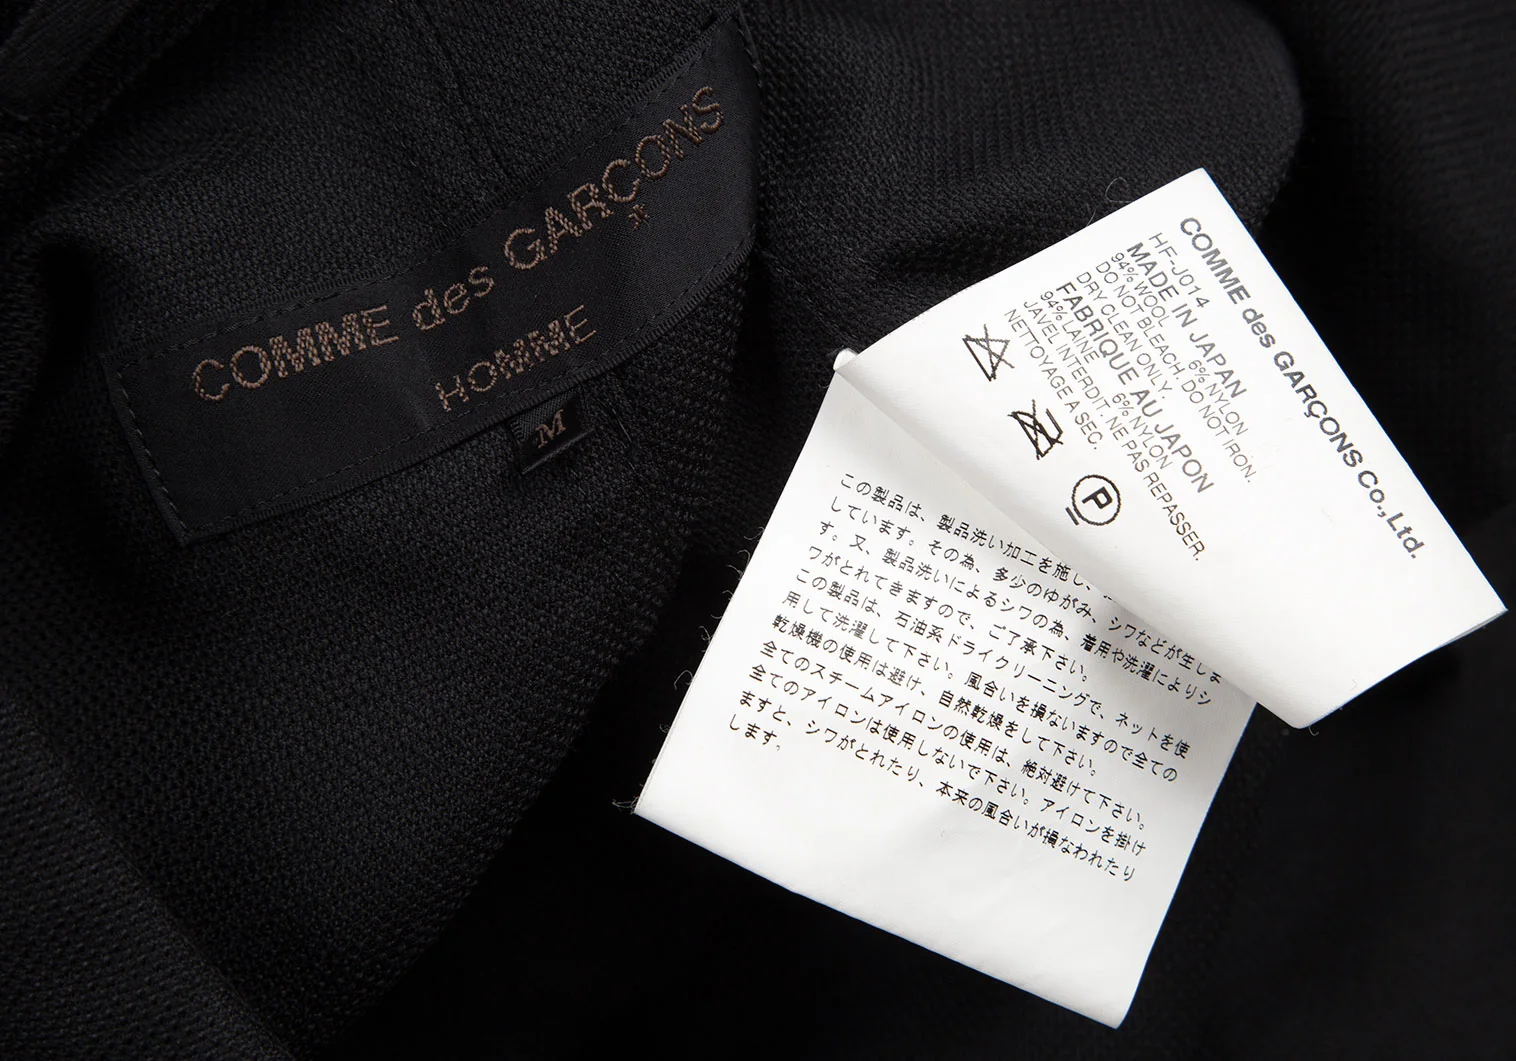 COMME des GARÇONS
HOMME
M
COMME des GARÇONS Co., Ltd.
HF-J014
MADE IN JAPAN
94% WOOL 6% NYLON
DO NOT BLEACH. DO NOT IRON.
DRY CLEAN ONLY.
FABRIQUE AU JAPON
94% LAINE 6% NYLON
JAVEL INTERDIT. NE PAS REPASSER.
NETTOYAGE A SEC.
P
この製品は、製品洗い加工を施し、
しています。その為、多少のゆがみ、シワなどが生じま
す。又、製品洗いによるシワの為、着用や洗濯によりシ
ワがとれてきますので、ご了承下さい。
この製品は、石油系ドライクリーニングで、ネットを使
用して洗濯して下さい。風合いを損ないますので全ての
乾燥機の使用は避け、自然乾燥をして下さい。
全てのスチームアイロンの使用は、絶対避けて下さい。
全てのアイロンは使用しないで下さい。アイロンを掛け
ますと、シワがとれたり、本来の風合いが損なわれたり
します。